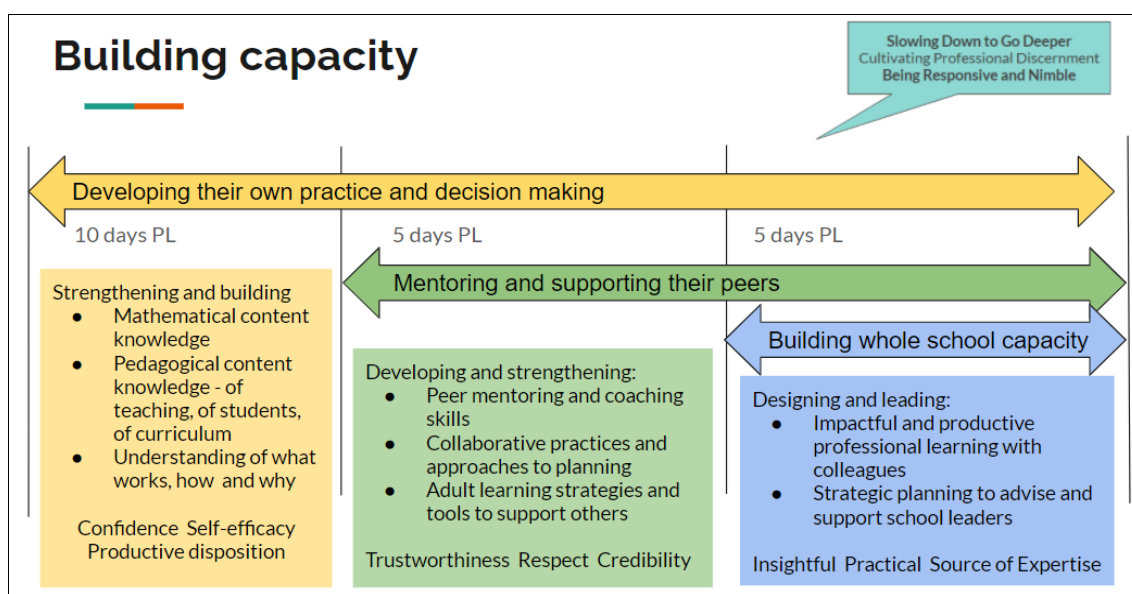 Building capacity
Slowing Down to Go Deeper
Cultivating Professional Discernment
Being Responsive and Nimble
Developing their own practice and decision making
10 days PL
5 days PL
5 days PL
Mentoring and supporting their peers
Building whole school capacity
Strengthening and building
● Mathematical content
knowledge
● Pedagogical content
knowledge - of
teaching, of students,
of curriculum
● Understanding of what
works, how and why
Confidence Self-efficacy
Productive disposition
Developing and strengthening:
● Peer mentoring and coaching
skills
● Collaborative practices and
approaches to planning
● Adult learning strategies and
tools to support others
Trustworthiness Respect Credibility
Designing and leading:
● Impactful and productive
professional learning with
colleagues
● Strategic planning to advise and
support school leaders
Insightful Practical Source of Expertise